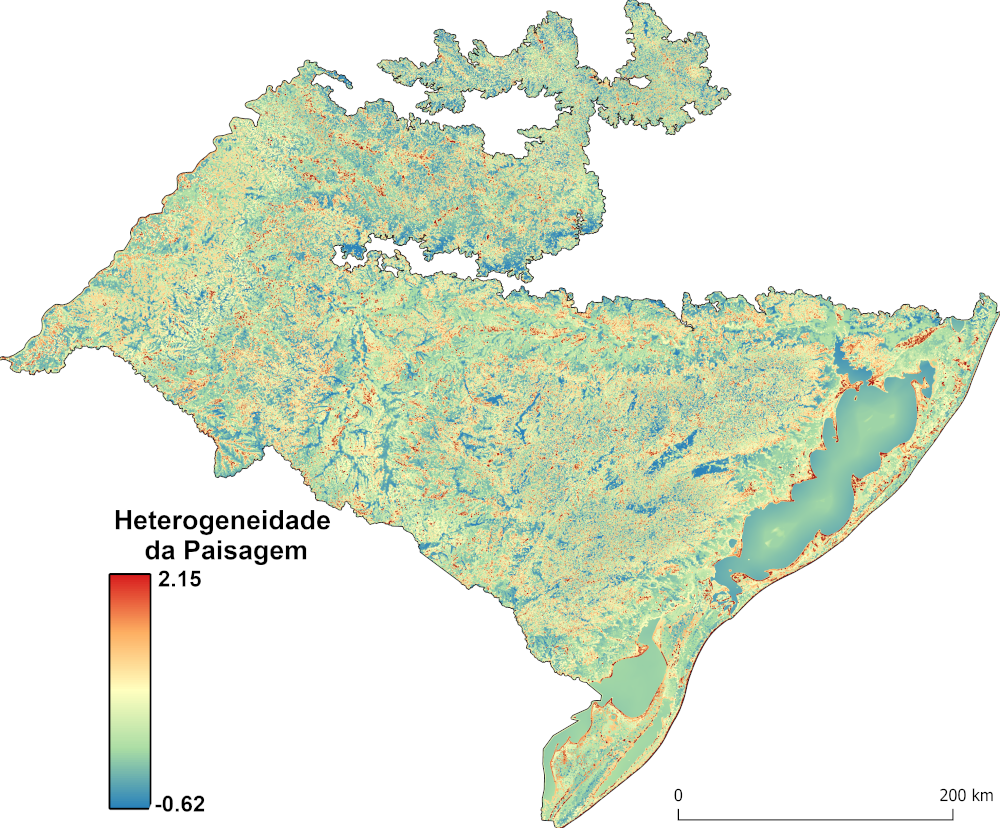 Heterogeneidade
da Paisagem
2.15
-0.62
0 200 km